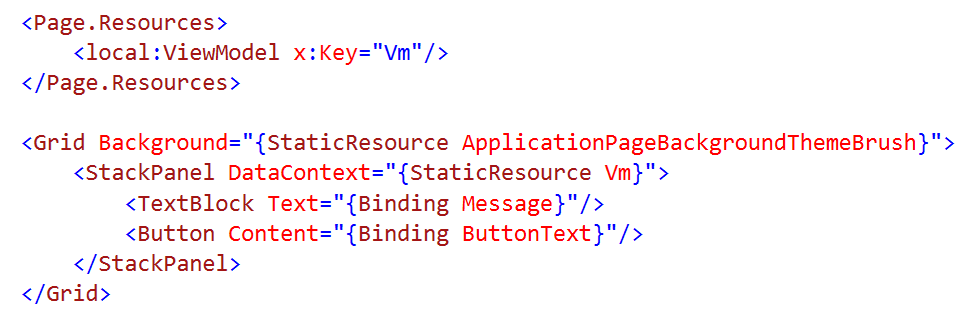 <Page.Resources>
    <local:ViewModel x:Key="Vm"/>
</Page.Resources>

<Grid Background="{StaticResource ApplicationPageBackgroundThemeBrush}">
    <StackPanel DataContext="{StaticResource Vm}">
        <TextBlock Text="{Binding Message}"/>
        <Button Content="{Binding ButtonText}"/>
    </StackPanel>
</Grid>